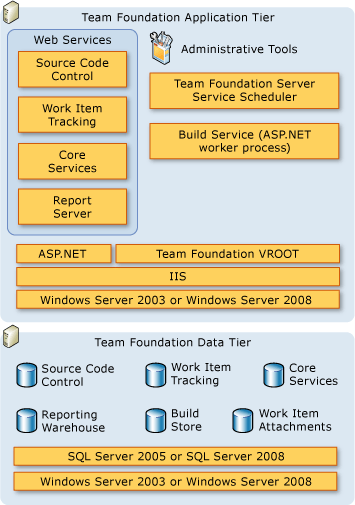 Team Foundation Application Tier
Web Services
Source Code
Control
Work Item
Tracking
Core
Services
Report
Server
Administrative Tools
Team Foundation Server
Service Scheduler
Build Service (ASP.NET
worker process)
ASP.NET
Team Foundation VROOT
IIS
Windows Server 2003 or Windows Server 2008
Team Foundation Data Tier
Source Code
Control
Work Item
Tracking
Core
Services
Reporting
Warehouse
Build
Store
Work Item
Attachments
SQL Server 2005 or SQL Server 2008
Windows Server 2003 or Windows Server 2008